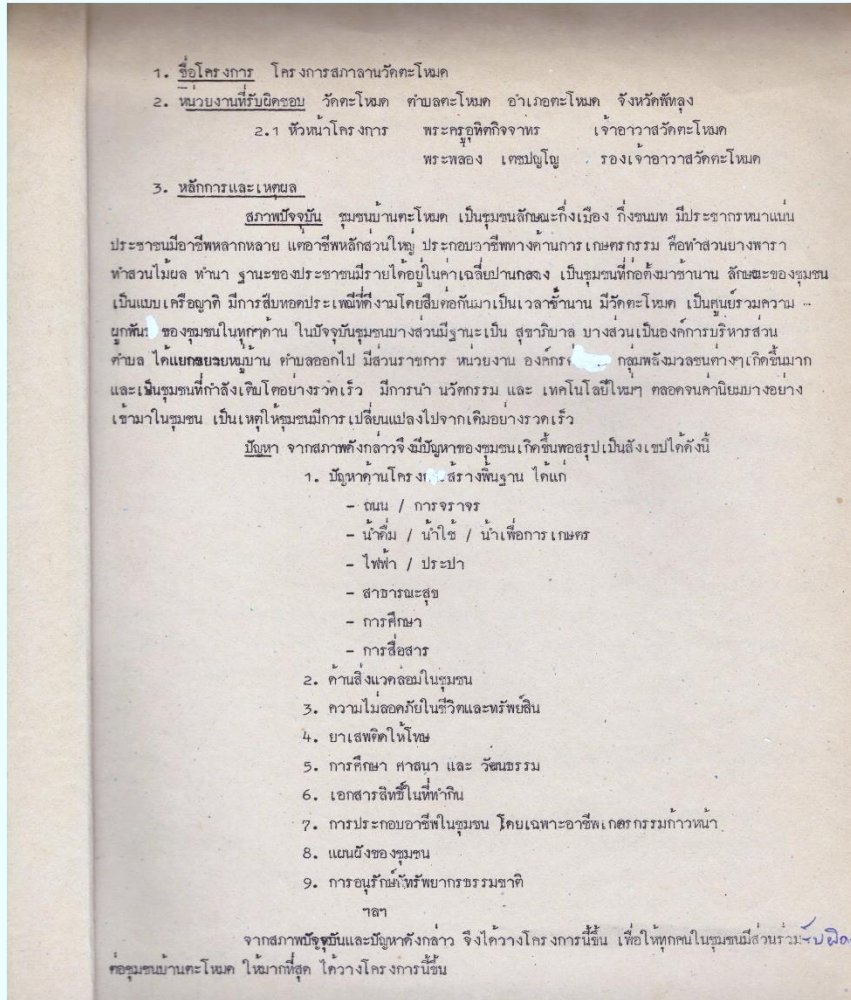 1. ชื่อโครงการ โครงการสภาลานวัดตะโหมด
2. หน่วยงานที่รับผิดชอบ วัดตะโหมด ตำบลตะโหมด อำเภอตะโหมด จังหวัดพัทลุง
2.1 หัวหน้าโครงการ พระครูอุทิตกิจจาทร เจ้าอาวาสวัดตะโหมด
พระพลอง เตชปญโญ รองเจ้าอาวาสวัดตะโหมด
3. หลักการและเหตุผล
สภาพปัจจุบัน ชุมชนบ้านตะโหมด เป็นชุมชนลักษณะกึ่งเมือง กึ่งชนบท มีประชากรหนาแน่น
ประชาชนมีอาชีพหลากหลาย แต่อาชีพหลักส่วนใหญ่ ประกอบอาชีพทางด้านการเกษตรกรรม คือทำสวนยางพารา
ทำสวนไม้ผล ทำนา ฐานะของประชาชนมีรายได้อยู่ในค่าเฉลี่ยปานกลาง เป็นชุมชนที่ก่อตั้งมาช้านาน ลักษณะของชุมชน
เป็นแบบเครือญาติ มีการสืบทอดประเพณีที่ดีงามโดยสืบต่อกันมาเป็นเวลาช้านาน มีวัดตะโหมด เป็นศูนย์รวมความ
ผูกพัน ของชุมชนในทุกๆด้าน ในปัจจุบันชุมชนบางส่วนมีฐานะเป็น สุขาภิบาล บางส่วนเป็นองค์การบริหารส่วน
ตำบล ได้แยกขยายหมู่บ้าน ตำบลออกไป มีส่วนราชการ หน่วยงาน องค์กร กลุ่มพลังมวลชนต่างๆเกิดขึ้นมาก
และเป็นชุมชนที่กำลังเติบโตอย่างรวดเร็ว มีการนำ นวัตกรรม และ เทคโนโลยีใหม่ๆ ตลอดจนค่านิยมบางอย่าง
เข้ามาในชุมชน เป็นเหตุให้ชุมชนมีการเปลี่ยนแปลงไปจากเดิมอย่างรวดเร็ว
ปัญหา จากสภาพดังกล่าวจึงมีปัญหาของชุมชนเกิดขึ้นพอสรุปเป็นสังเขปได้ดังนี้
1. ปัญหาด้านโครงสร้างพื้นฐาน ได้แก่
- ถนน / การจราจร
- น้ำดื่ม / น้ำใช้ / น้ำเพื่อการเกษตร
- ไฟฟ้า / ประปา
- สาธารณะสุข
- การศึกษา
- การสื่อสาร
2. ด้านสิ่งแวดล้อมในชุมชน
3. ความไม่ลอดภัยในชีวิตและทรัพย์สิน
4. ยาเสพติดให้โทษ
5. การศึกษา ศาสนา และ วัฒนธรรม
6. เอกสารสิทธิ์ในที่ทำกิน
7. การประกอบอาชีพในชุมชน โดยเฉพาะอาชีพเกตรกรรมก้าวหน้า
8. แผนผังของชุมชน
9. การอนุรักษ์ทรัพยากรธรรมชาติ
ฯลฯ
จากสภาพปัจจุบันและปัญหาดังกล่าว จึงได้วางโครงการนี้ขึ้น เพื่อให้ทุกคนในชุมชนมีส่วนร่วม
ต่อชุมชนบ้านตะโหมด ให้มากที่สุด ได้วางโครงการนี้ขึ้น